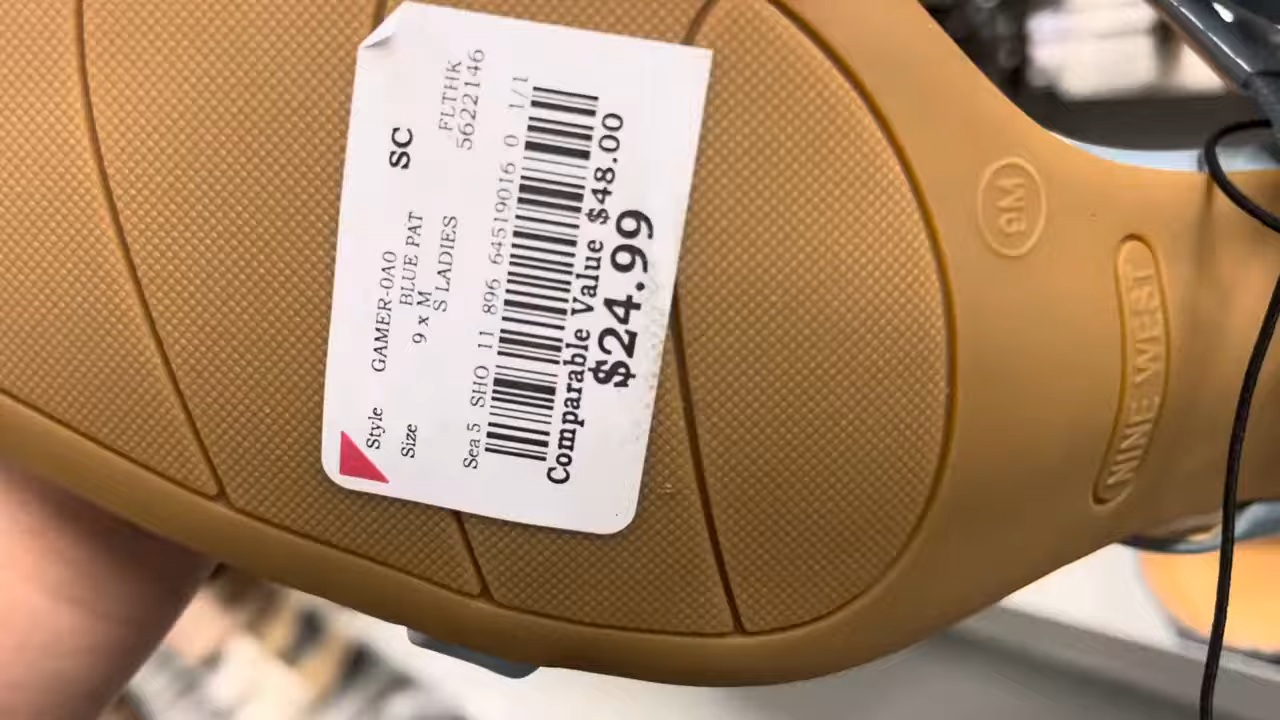 SC
FLTHK
5622146
Style GAMER-0A0
BLUE PAT
Size 9 x M
S LADIES
Sea 5 SHO 11 896 64519016 0 1/1
Comparable Value $48.00
$24.99
9M
NINE WEST